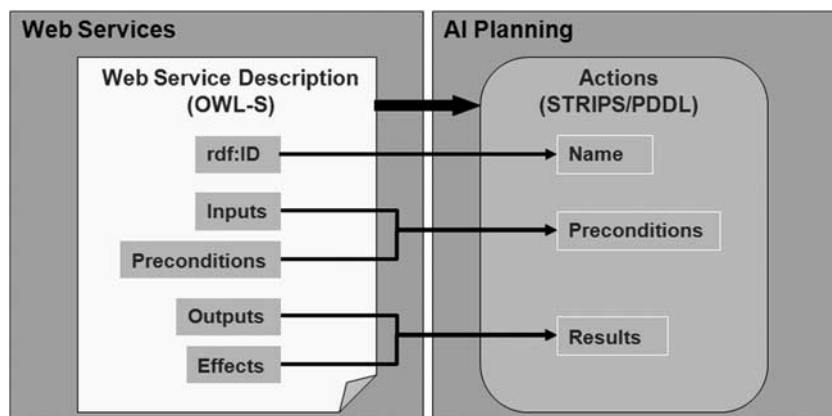 Web Services
AI Planning
Web Service Description
(OWL-S)
Actions
(STRIPS/PDDL)
rdf:ID
Name
Inputs
Preconditions
Preconditions
Outputs
Results
Effects